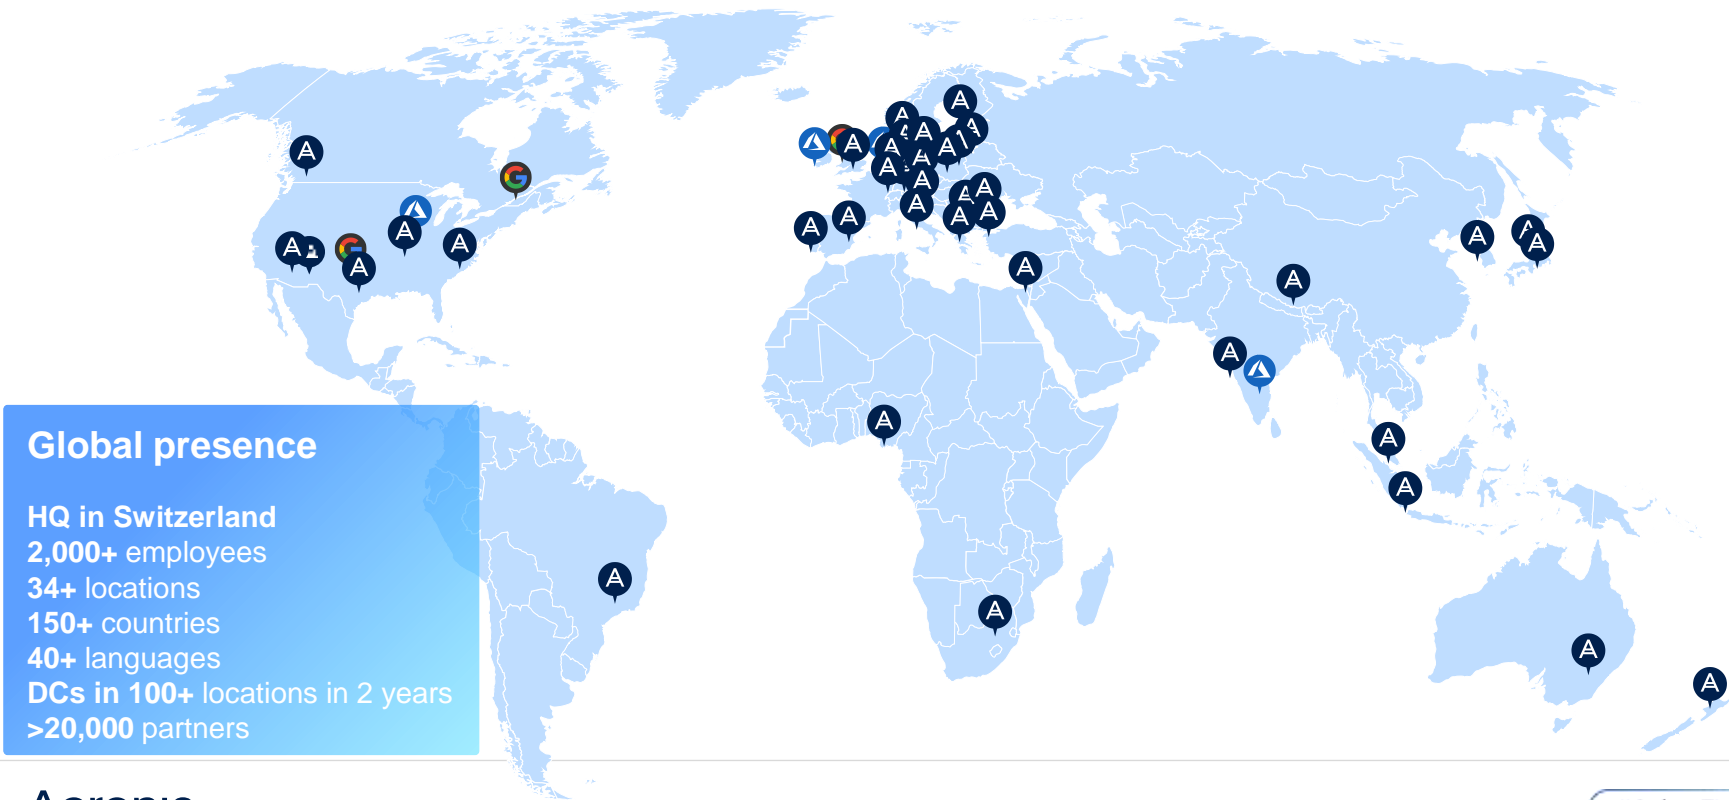 Global presence
HQ in Switzerland
2,000+ employees
34+ locations
150+ countries
40+ languages
DCs in 100+ locations in 2 years
>20,000 partners
Acronis